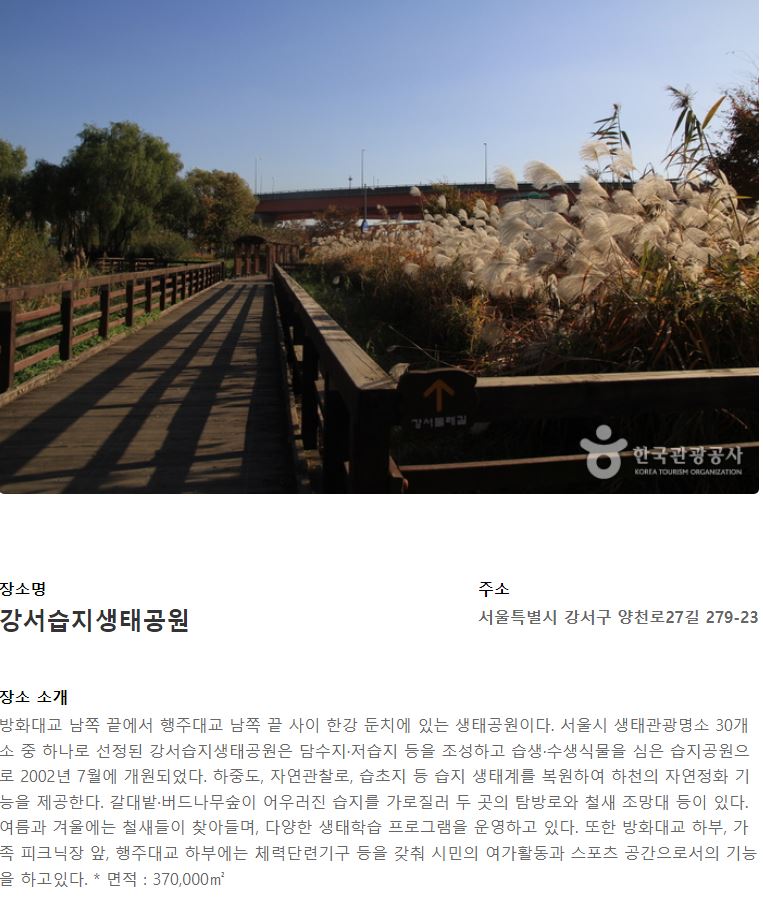 강서둘레길
한국관광공사
KOREA TOURISM ORGANIZATION
장소명
강서습지생태공원
주소
서울특별시 강서구 양천로27길 279-23
장소 소개
방화대교 남쪽 끝에서 행주대교 남쪽 끝 사이 한강 둔치에 있는 생태공원이다. 서울시 생태관광명소 30개
소 중 하나로 선정된 강서습지생태공원은 담수지·저습지 등을 조성하고 습생·수생식물을 심은 습지공원으
로 2002년 7월에 개원되었다. 하중도, 자연관찰로, 습초지 등 습지 생태계를 복원하여 하천의 자연정화 기
능을 제공한다. 갈대밭·버드나무숲이 어우러진 습지를 가로질러 두 곳의 탐방로와 철새 조망대 등이 있다.
여름과 겨울에는 철새들이 찾아들며, 다양한 생태학습 프로그램을 운영하고 있다. 또한 방화대교 하부, 가
족 피크닉장 앞, 행주대교 하부에는 체력단련기구 등을 갖춰 시민의 여가활동과 스포츠 공간으로서의 기능
을 하고있다. * 면적 : 370,000㎡